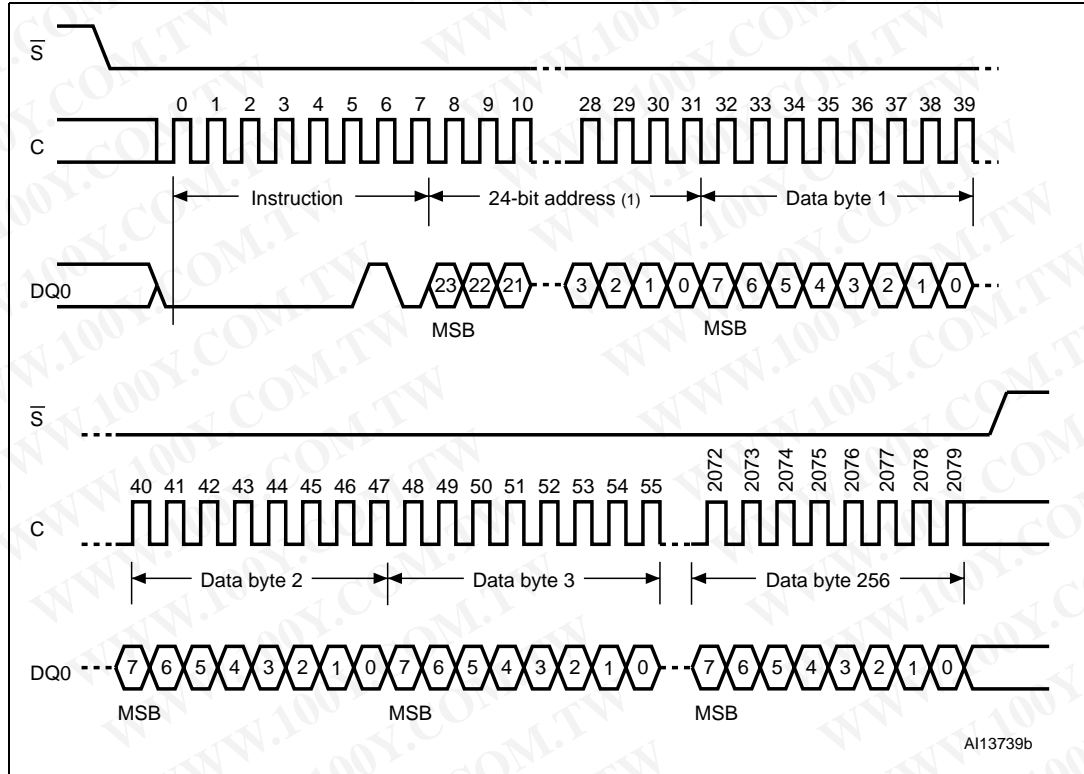 S
0 1 2 3 4 5 6 7 8 9 10 28 29 30 31 32 33 34 35 36 37 38 39
C
Instruction 24-bit address (1) Data byte 1
DQ0 23 22 21 3 2 1 0 7 6 5 4 3 2 1 0
MSB MSB
S
40 41 42 43 44 45 46 47 48 49 50 51 52 53 54 55 2072 2073 2074 2075 2076 2077 2078 2079
C
Data byte 2 Data byte 3 Data byte 256
DQ0 7 6 5 4 3 2 1 0 7 6 5 4 3 2 1 0 7 6 5 4 3 2 1 0
MSB MSB MSB
AI13739b
WWW.100Y.COM.TW